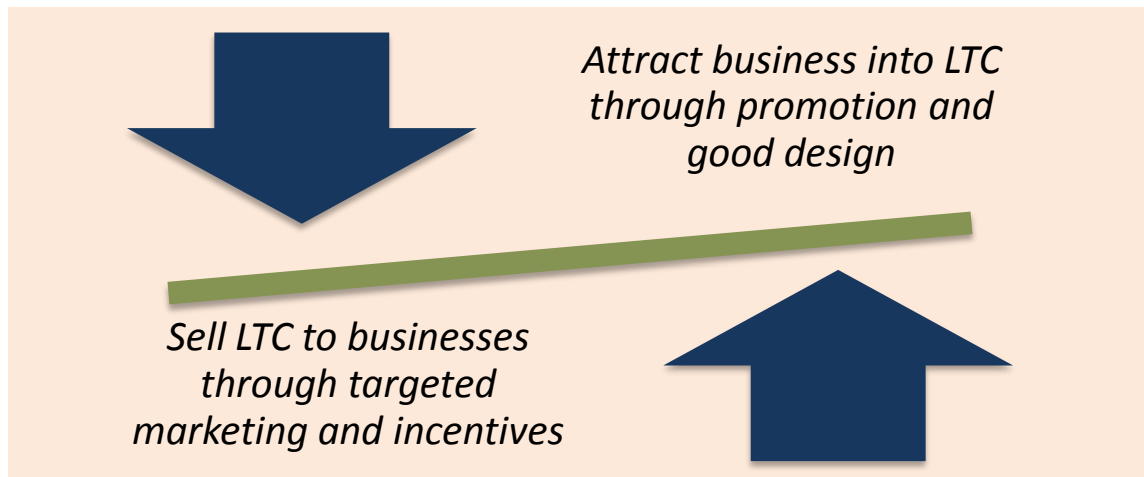 Attract business into LTC
through promotion and
good design
Sell LTC to businesses
through targeted
marketing and incentives